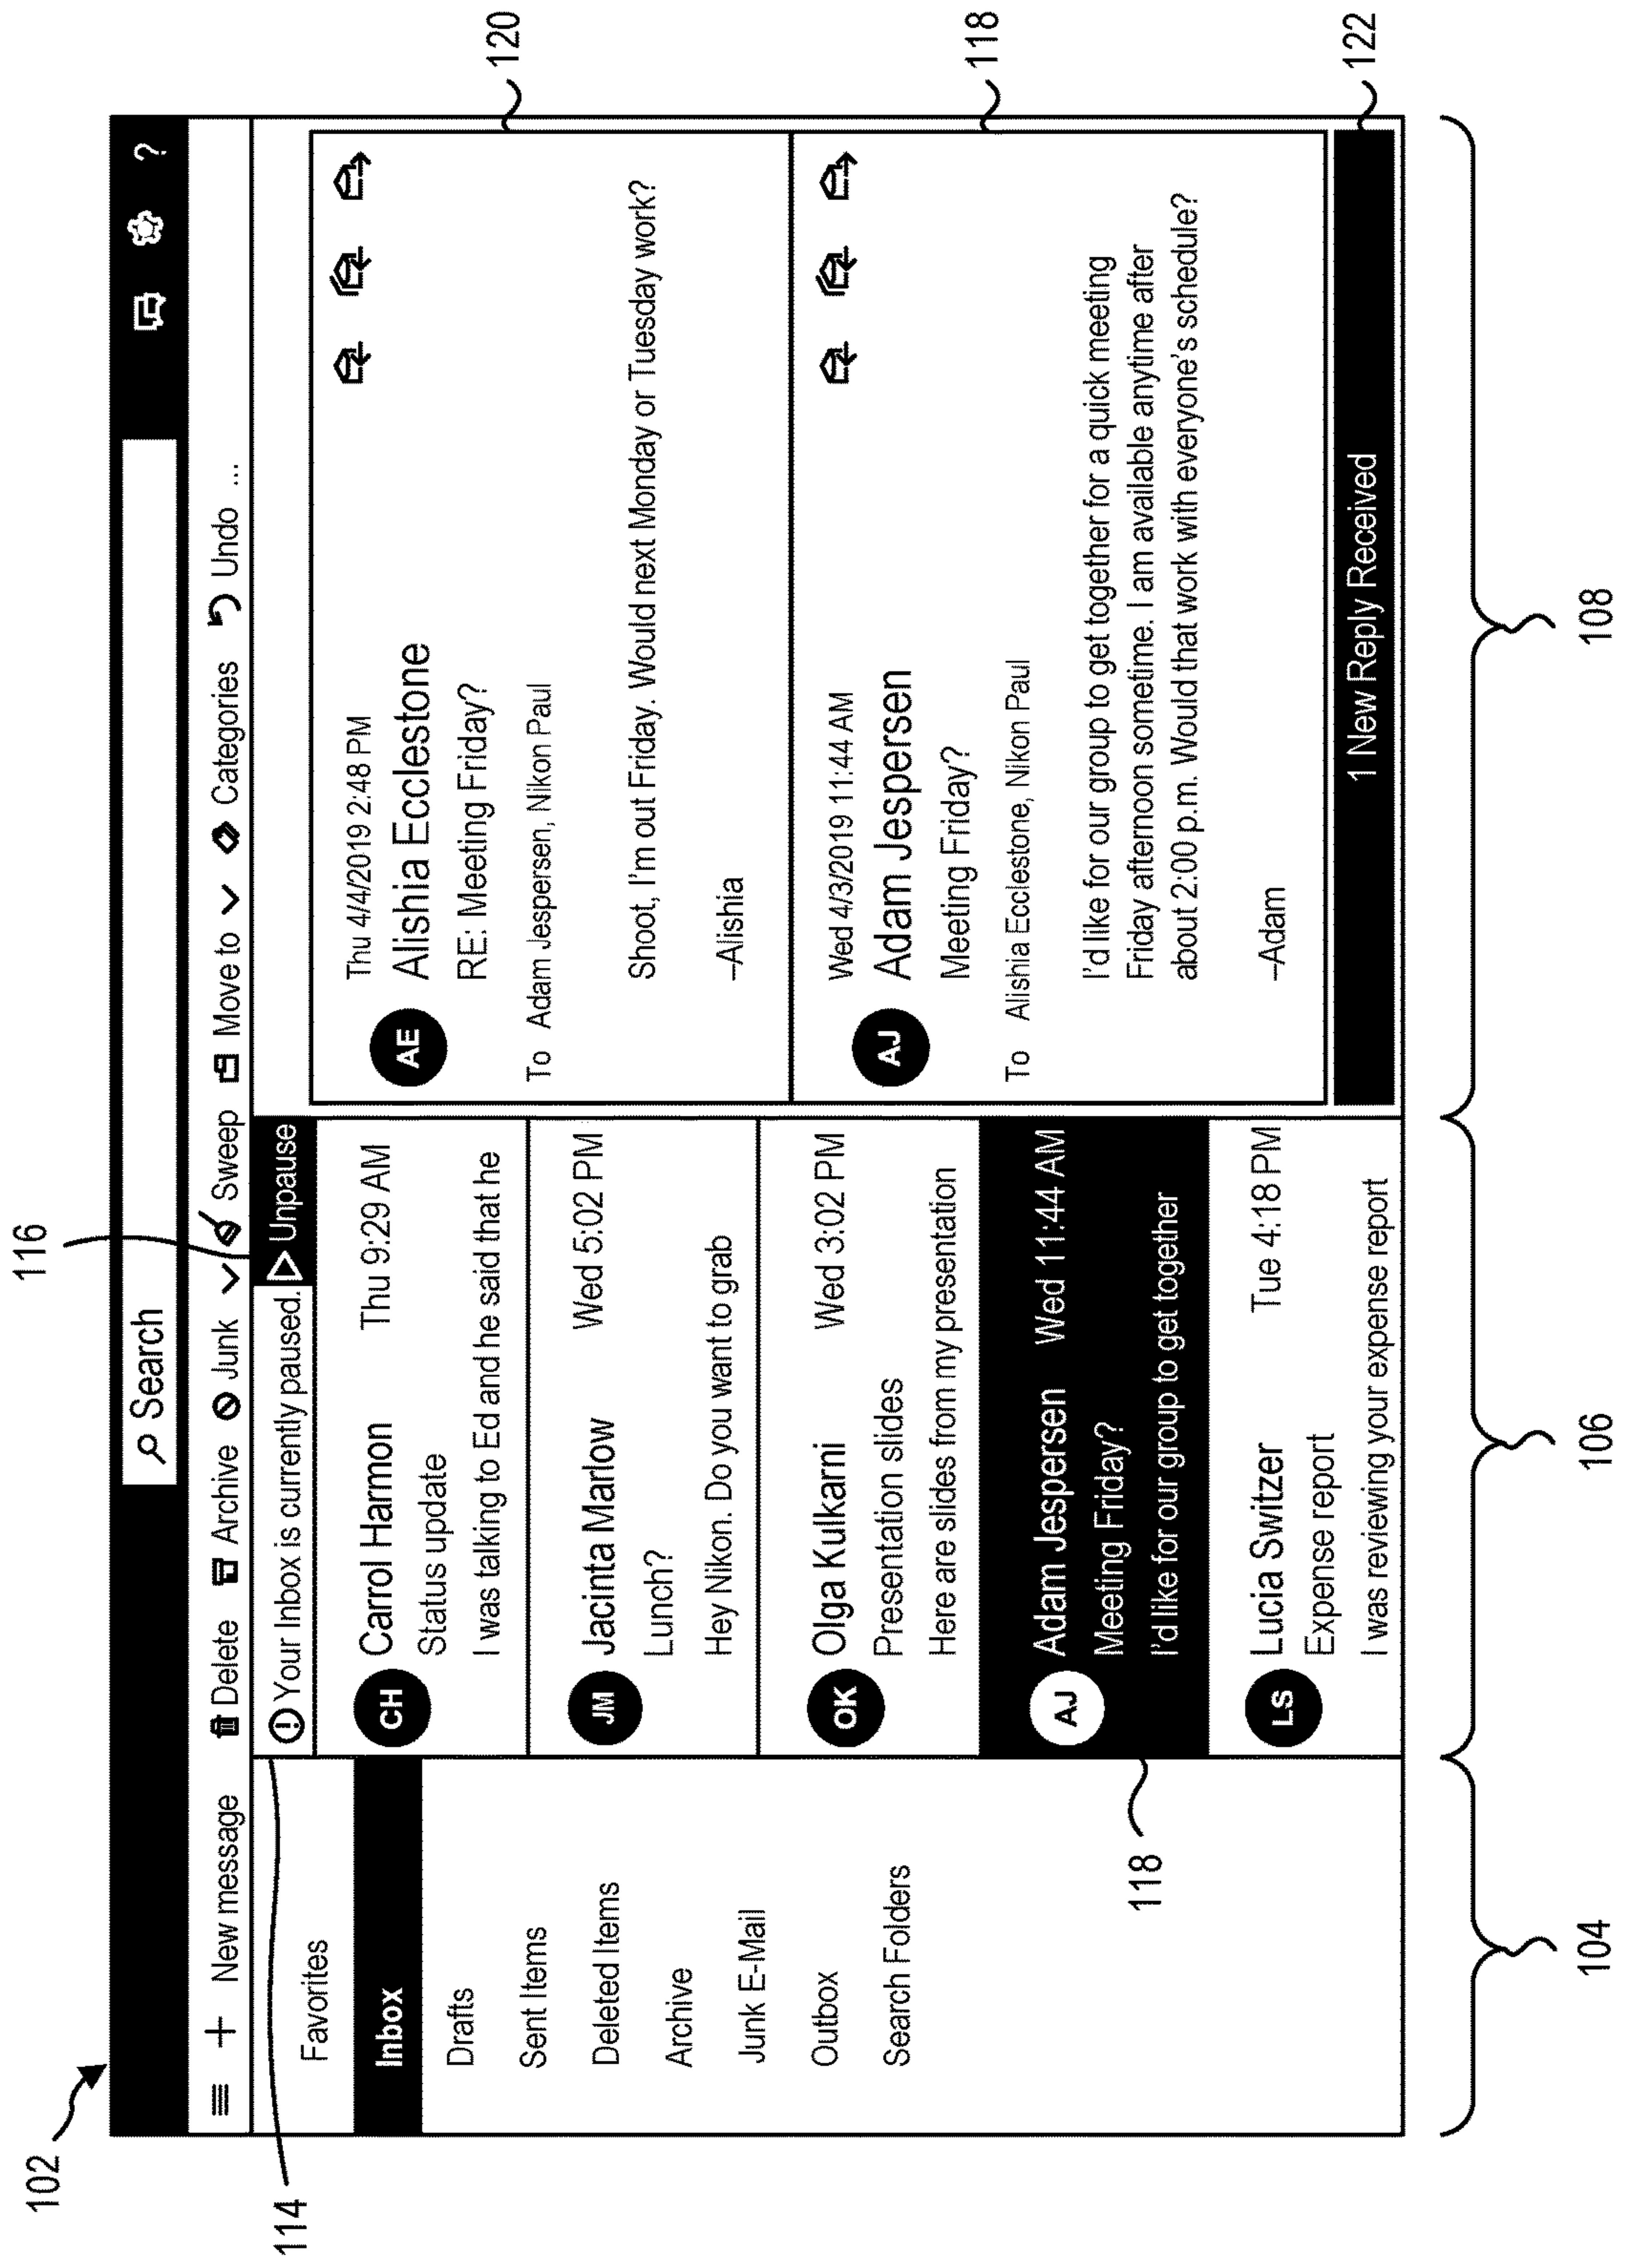 102
116
Search
?
New message Delete Archive Junk Sweep Move to Categories Undo ...
114
Favorites
Inbox
Drafts
Sent Items
Deleted Items
Archive
Junk E-Mail
Outbox
Search Folders
Your Inbox is currently paused. Unpause
CH Carrol Harmon Thu 9:29 AM
Status update
I was talking to Ed and he said that he
JM Jacinta Marlow Wed 5:02 PM
Lunch?
Hey Nikon. Do you want to grab
OK Olga Kulkarni Wed 3:02 PM
Presentation slides
Here are slides from my presentation
AJ Adam Jespersen Wed 11:44 AM
Meeting Friday?
I'd like for our group to get together
118
LS Lucia Switzer Tue 4:18 PM
Expense report
I was reviewing your expense report
Thu 4/4/2019 2:48 PM
AE Alishia Ecclestone
RE: Meeting Friday?
To Adam Jespersen, Nikon Paul
Shoot, I'm out Friday. Would next Monday or Tuesday work?
–Alishia
120
Wed 4/3/2019 11:44 AM
AJ Adam Jespersen
Meeting Friday?
To Alishia Ecclestone, Nikon Paul
I'd like for our group to get together for a quick meeting
Friday afternoon sometime. I am available anytime after
about 2:00 p.m. Would that work with everyone's schedule?
–Adam
118
1 New Reply Received
122
104
106
108